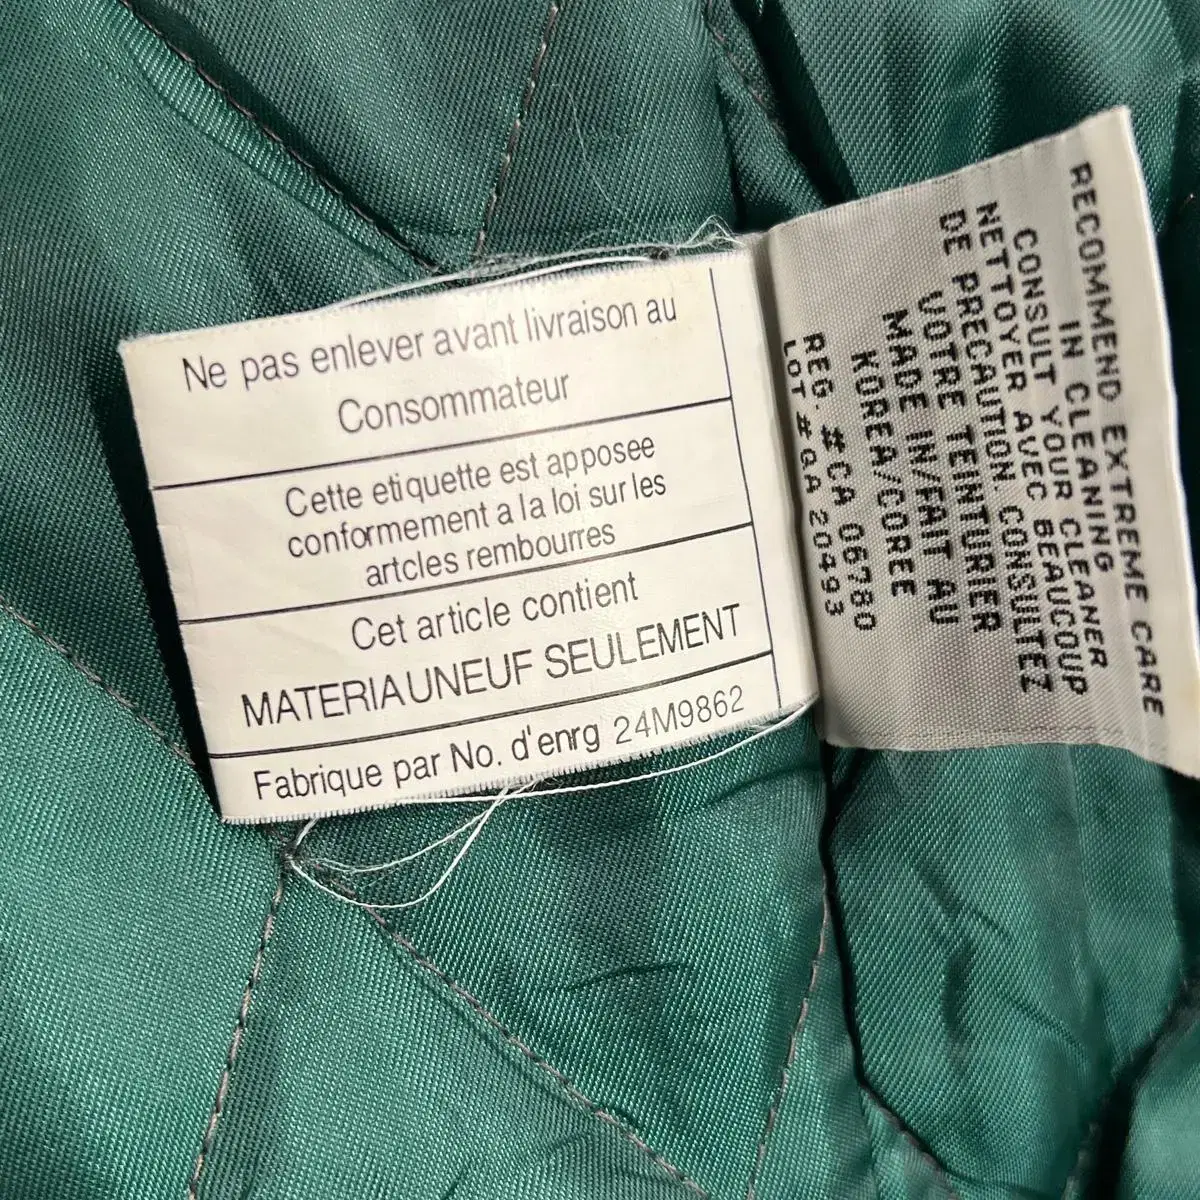 Ne pas enlever avant livraison au
Consommateur
Cette etiquette est apposee
conformement a la loi sur les
artcles rembourres
Cet article contient
MATERIAUNEUF SEULEMENT
Fabrique par No. d'enrg 24M9862
RECOMMEND EXTREME CARE
IN CLEANING
CONSULT YOUR CLEANER
NETTOYER AVEC BEAUCOUP
DE PRECAUTION. CONSULTEZ
VOTRE TEINTURIER
MADE IN/FAIT AU
KOREA/COREE
REG. #CA 06780
LOT #QA 20493